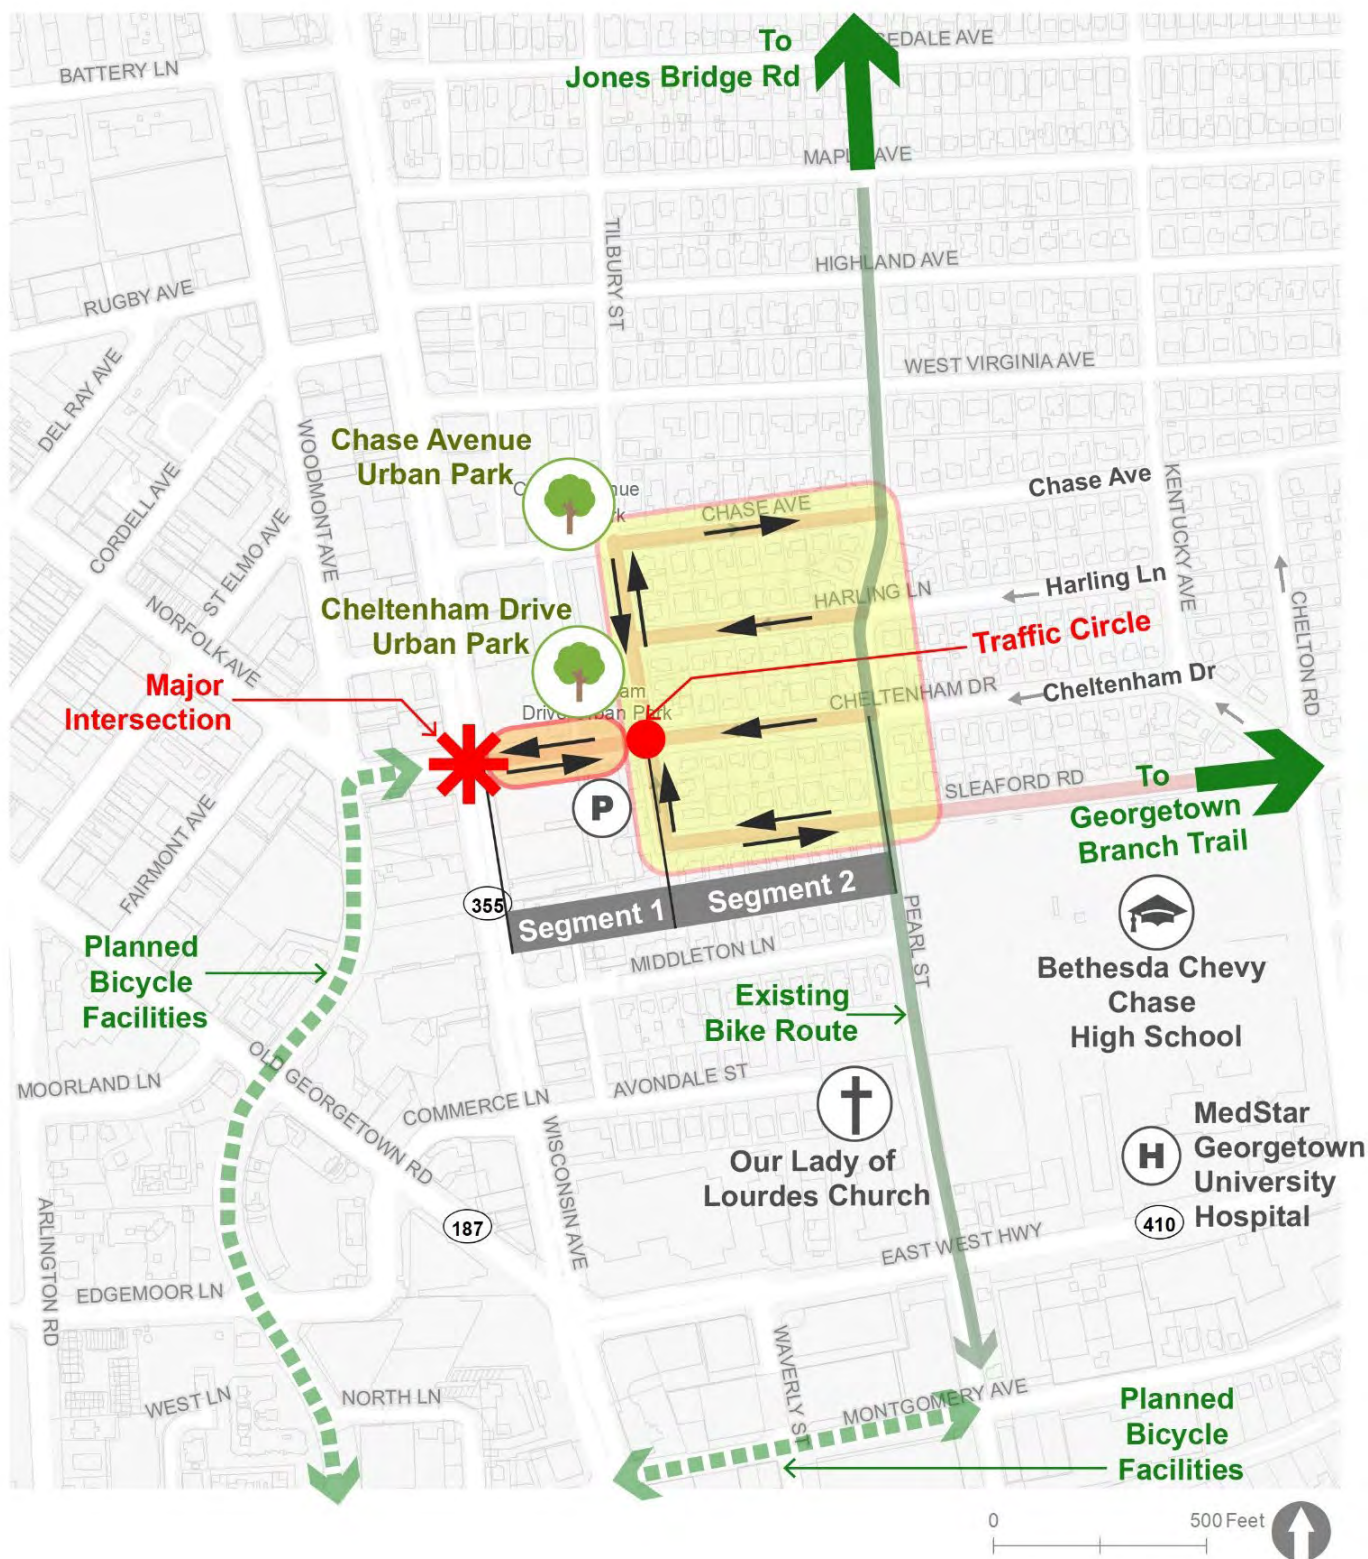 To
Jones Bridge Rd
EDALE AVE
BATTERY LN
MAPL AVE
TILBURY ST
HIGHLAND AVE
RUGBY AVE
WEST VIRGINIA AVE
DEL RAY AVE
WOODMONT AVE
Chase Avenue
Urban Park
CORDELL AVE
ST ELMO AVE
NORFOLK AVE
CHASE AVE
Chase Ave
KENTUCKY AVE
HARLING LN
Harling Ln
CHELTON RD
Cheltenham Drive
Urban Park
Traffic Circle
Major
Intersection
CHELTENHAM DR
Cheltenham Dr
P
SLEAFORD RD
To
Georgetown
Branch Trail
FAIRMONT AVE
355
Segment 1
Segment 2
PEARL ST
MIDDLETON LN
Planned
Bicycle
Facilities
Existing
Bike Route
Bethesda Chevy
Chase
High School
OLD GEORGETOWN RD
MOORLAND LN
COMMERCE LN
AVONDALE ST
WISCONSIN AVE
Our Lady of
Lourdes Church
H
MedStar
Georgetown
University
Hospital
410
187
ARLINGTON RD
EAST WEST HWY
EDGEMOOR LN
WAVERLY ST
WEST LN
NORTH LN
MONTGOMERY AVE
Planned
Bicycle
Facilities
0
500 Feet